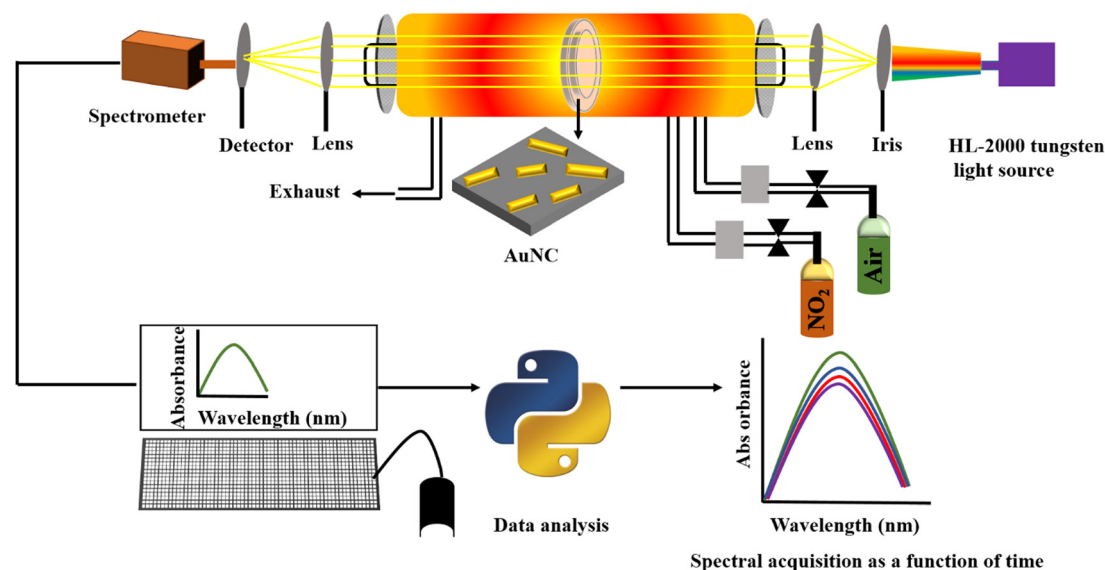 Spectrometer
Detector
Lens
Lens
Iris
HL-2000 tungsten
light source
Exhaust
AuNC
Air
NO₂
Absorbance
Wavelength (nm)
Data analysis
Abs orbance
Wavelength (nm)
Spectral acquisition as a function of time